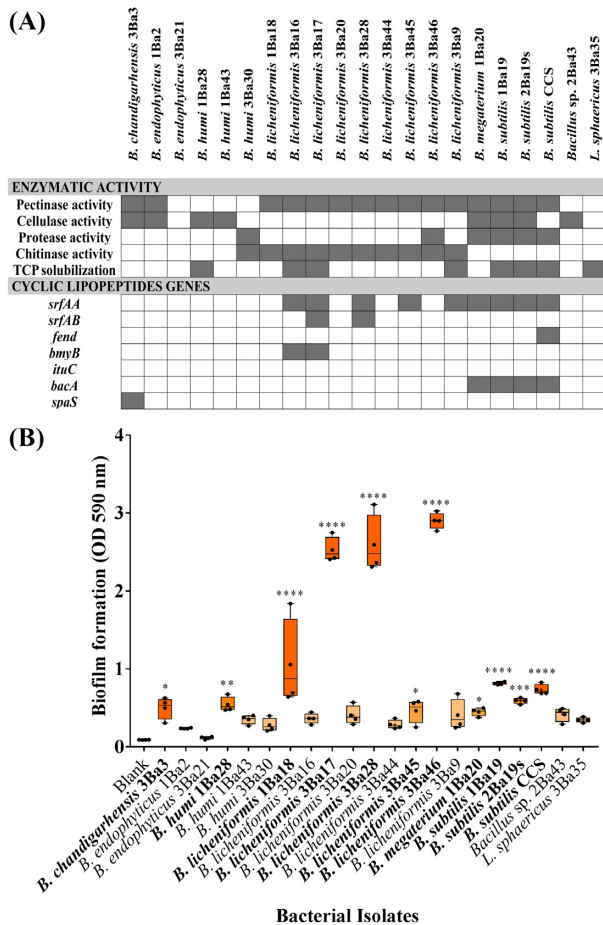 (A)
B. chandigarhensis 3Ba3
B. endophyticus 1Ba2
B. endophyticus 3Ba21
B. humi 1Ba28
B. humi 1Ba43
B. humi 3Ba30
B. licheniformis 1Ba18
B. licheniformis 3Ba16
B. licheniformis 3Ba17
B. licheniformis 3Ba20
B. licheniformis 3Ba28
B. licheniformis 3Ba44
B. licheniformis 3Ba45
B. licheniformis 3Ba46
B. licheniformis 3Ba9
B. megaterium 1Ba20
B. subtilis 1Ba19
B. subtilis 2Ba19s
B. subtilis CCS
Bacillus sp. 2Ba43
L. sphaericus 3Ba35
ENZYMATIC ACTIVITY
Pectinase activity
Cellulase activity
Protease activity
Chitinase activity
TCP solubilization
CYCLIC LIPOPEPTIDES GENES
srfAA
srfAB
fend
bmyB
ituC
bacA
spaS
(B)
Biofilm formation (OD 590 nm)
4
3
2
1
0
*
**
****
****
****
*
****
*
****
***
****
Blank
B. chandigarhensis 3Ba3
B. endophyticus 1Ba2
B. endophyticus 3Ba21
B. humi 1Ba28
B. humi 1Ba43
B. humi 3Ba30
B. licheniformis 1Ba18
B. licheniformis 3Ba16
B. licheniformis 3Ba17
B. licheniformis 3Ba20
B. licheniformis 3Ba28
B. licheniformis 3Ba44
B. licheniformis 3Ba45
B. licheniformis 3Ba46
B. licheniformis 3Ba9
B. megaterium 1Ba20
B. subtilis 1Ba19
B. subtilis 2Ba19s
B. subtilis CCS
Bacillus sp. 2Ba43
L. sphaericus 3Ba35
Bacterial Isolates